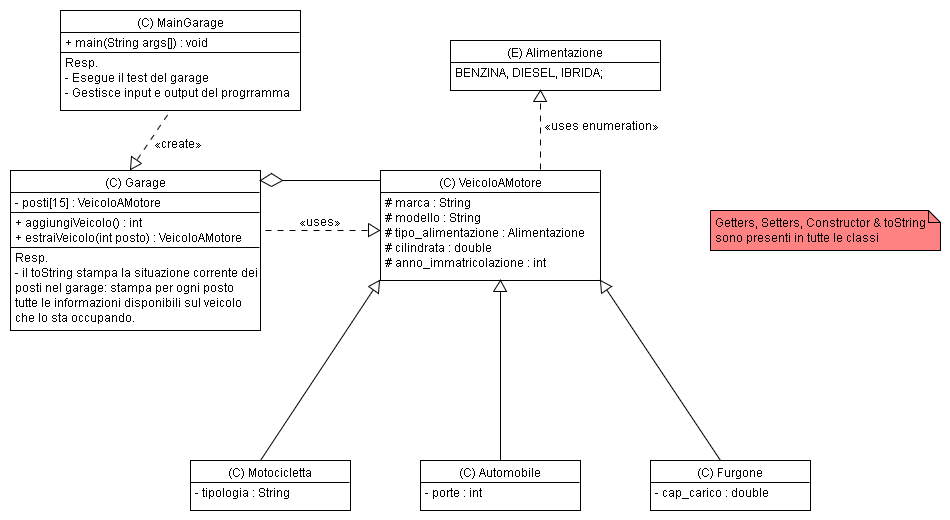 (C) MainGarage
+ main(String args[]) : void
Resp.
- Esegue il test del garage
- Gestisce input e output del progrramma
(E) Alimentazione
BENZINA, DIESEL, IBRIDA;
«uses enumeration»
«create»
(C) Garage
- posti[15] : VeicoloAMotore
+ aggiungiVeicolo() : int
+ estraiVeicolo(int posto) : VeicoloAMotore
Resp.
- il toString stampa la situazione corrente dei
posti nel garage: stampa per ogni posto
tutte le informazioni disponibili sul veicolo
che lo sta occupando.
«uses»
(C) VeicoloAMotore
# marca : String
# modello : String
# tipo_alimentazione : Alimentazione
# cilindrata : double
# anno_immatricolazione : int
Getters, Setters, Constructor & toString
sono presenti in tutte le classi
(C) Motocicletta
- tipologia : String
(C) Automobile
- porte : int
(C) Furgone
- cap_carico : double